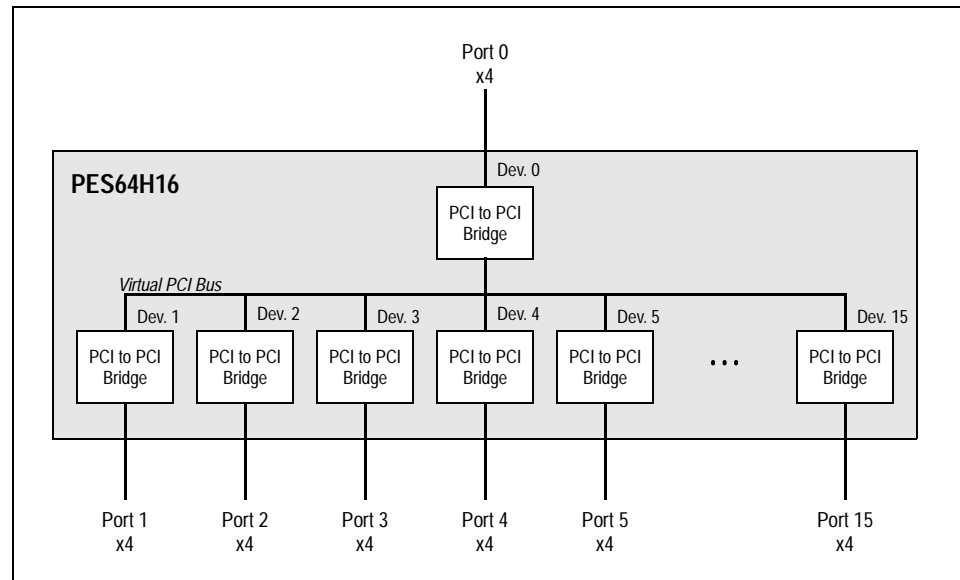 Port 0
x4
PES64H16
Dev. 0
PCI to PCI
Bridge
Virtual PCI Bus
Dev. 1
Dev. 2
Dev. 3
Dev. 4
Dev. 5
Dev. 15
PCI to PCI
Bridge
PCI to PCI
Bridge
PCI to PCI
Bridge
PCI to PCI
Bridge
PCI to PCI
Bridge
• • •
PCI to PCI
Bridge
Port 1
x4
Port 2
x4
Port 3
x4
Port 4
x4
Port 5
x4
Port 15
x4